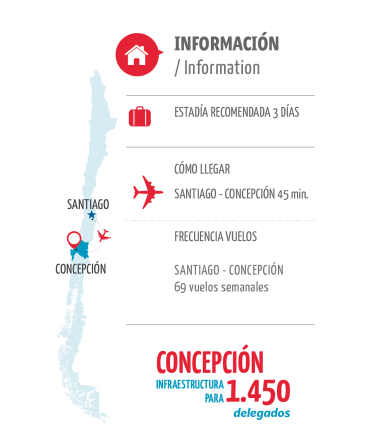 INFORMACIÓN
/ Information
ESTADÍA RECOMENDADA 3 DÍAS
CÓMO LLEGAR
SANTIAGO - CONCEPCIÓN 45 min.
SANTIAGO
FRECUENCIA VUELOS
CONCEPCIÓN
SANTIAGO - CONCEPCIÓN
69 vuelos semanales
CONCEPCIÓN
INFRAESTRUCTURA
PARA 1.450
delegados